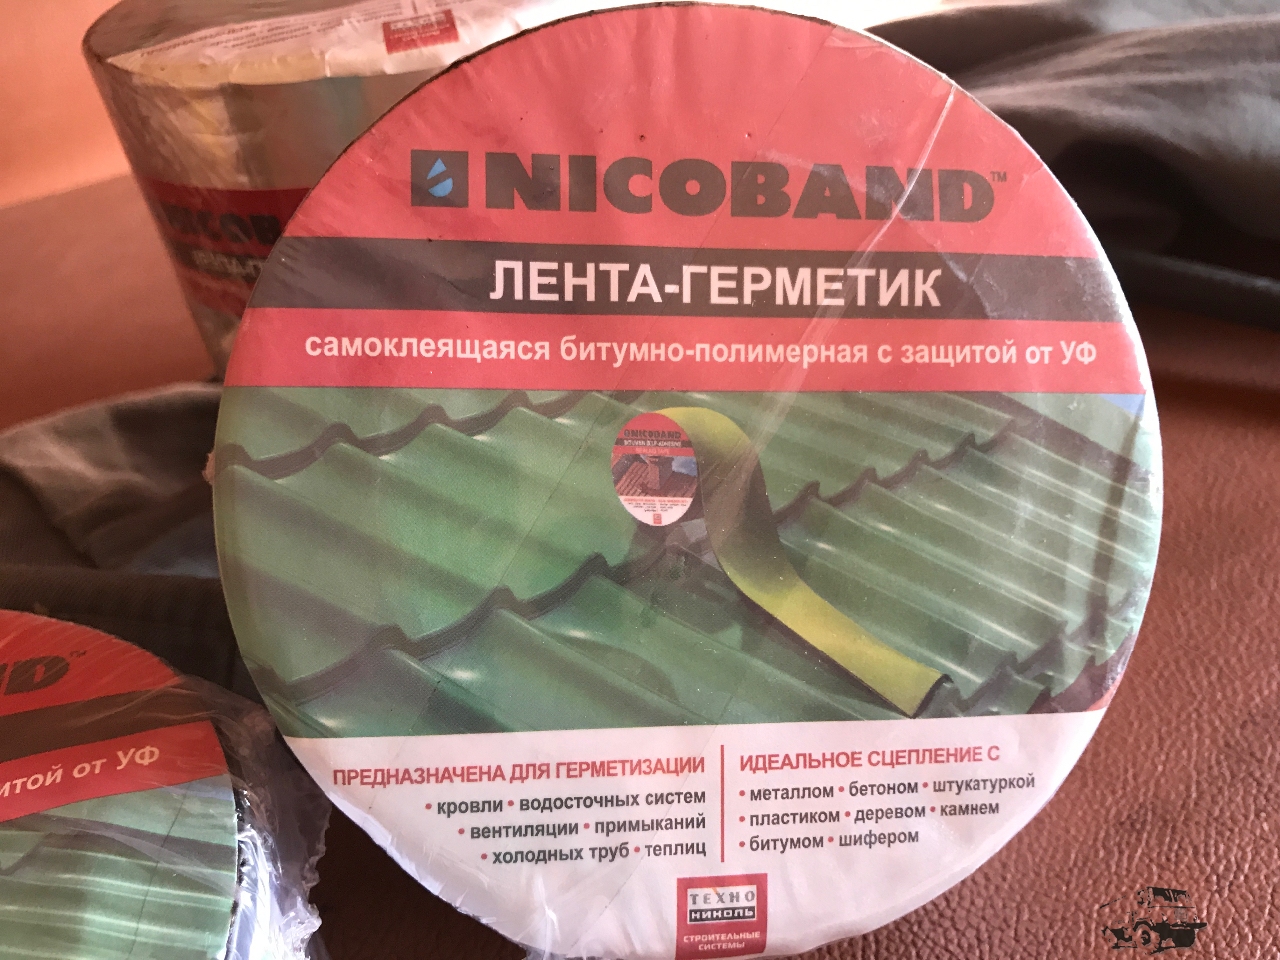 NICOBAND™
ЛЕНТА-ГЕРМЕТИК
самоклеящаяся битумно-полимерная с защитой от УФ
NICOBAND
ПРЕДНАЗНАЧЕНА ДЛЯ ГЕРМЕТИЗАЦИИ
• кровли • водосточных систем
• вентиляции • примыканий
• холодных труб • теплиц
ИДЕАЛЬНОЕ СЦЕПЛЕНИЕ С
• металлом • бетоном • штукатуркой
• пластиком • деревом • камнем
• битумом • шифером
ТЕХНО
НИКОЛЬ
СТРОИТЕЛЬНЫЕ
СИСТЕМЫ
от УФ